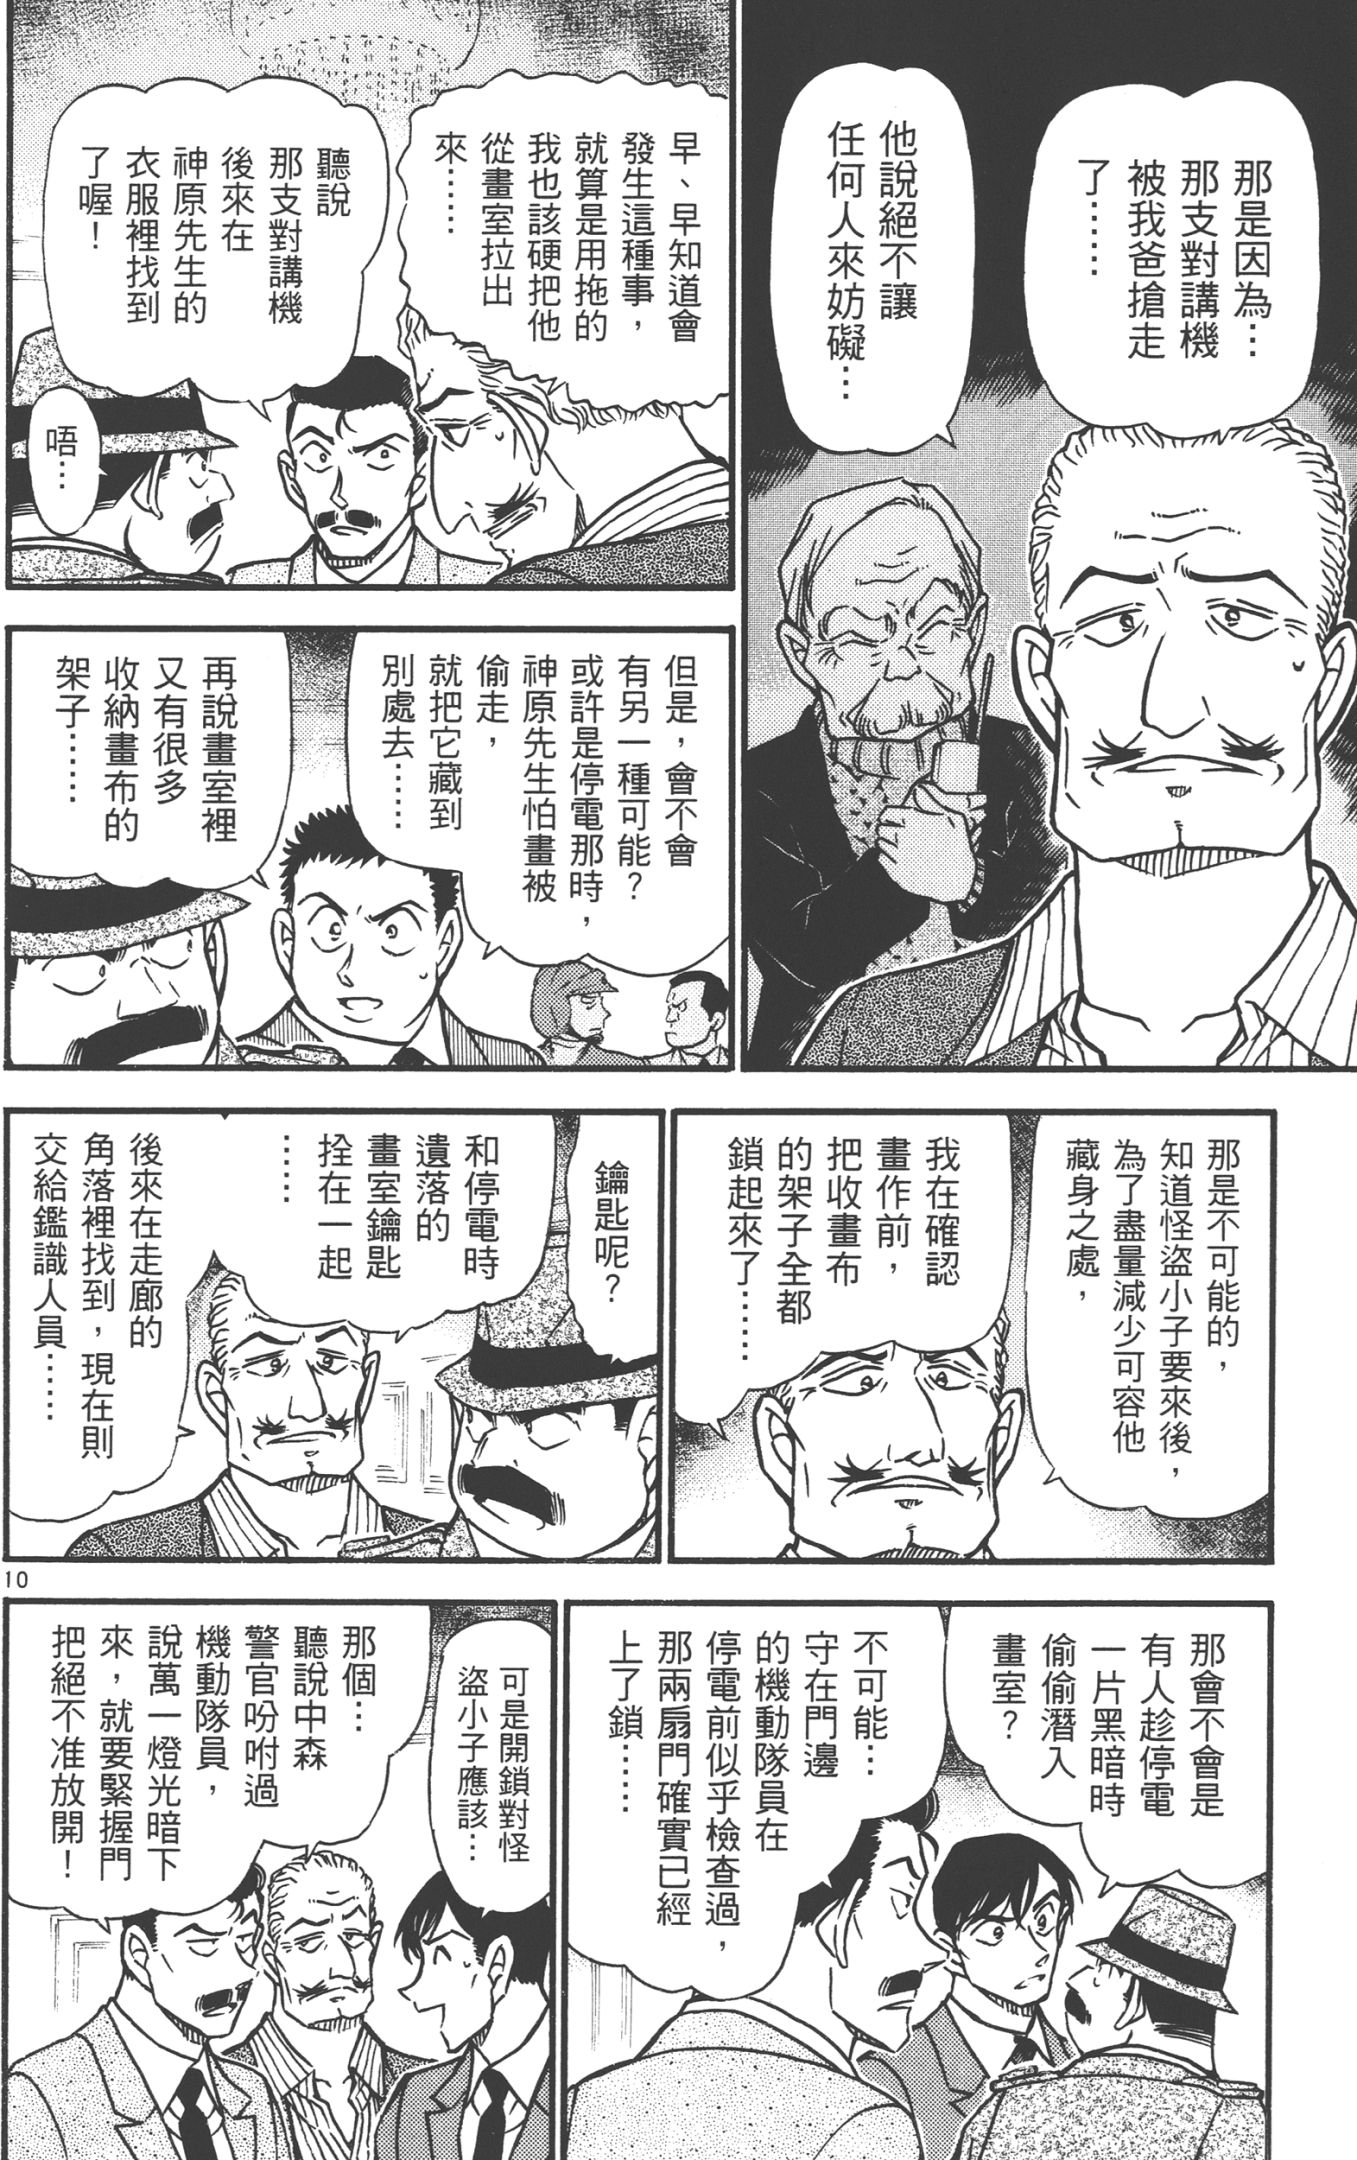 那是因為…
那支對講機
被我爸搶走
了……
他說絕不讓
任何人來妨礙…
早、早知道會
發生這種事，
就算是用拖的
我也該硬把他
從畫室拉出
來……
聽說
那支對講機
後來在
神原先生的
衣服裡找到
了喔！
唔…
但是，會不會
有另一種可能？
或許是停電那時，
神原先生怕畫被
偷走，
就把它藏到
別處去……
再說畫室裡
又有很多
收納畫布的
架子……
那是不可能的，
知道怪盜小子要來後，
為了盡量減少可容他
藏身之處，
我在確認
畫作前，
把收畫布
的架子全都
鎖起來了……
鑰匙呢？
和停電時
遺落的
畫室鑰匙
拴在一起
……
後來在走廊的
角落裡找到，現在則
交給鑑識人員……
10
那會不會是
有人趁停電
一片黑暗時
偷偷潛入
畫室？
不可能…
守在門邊
的機動隊員在
停電前似乎檢查過，
那兩扇門確實已經
上了鎖……
可是開鎖對怪
盜小子應該…
那個…
聽說中森
警官吩咐過
機動隊員，
說萬一燈光暗下
來，就要緊握門
把絕不准放開！